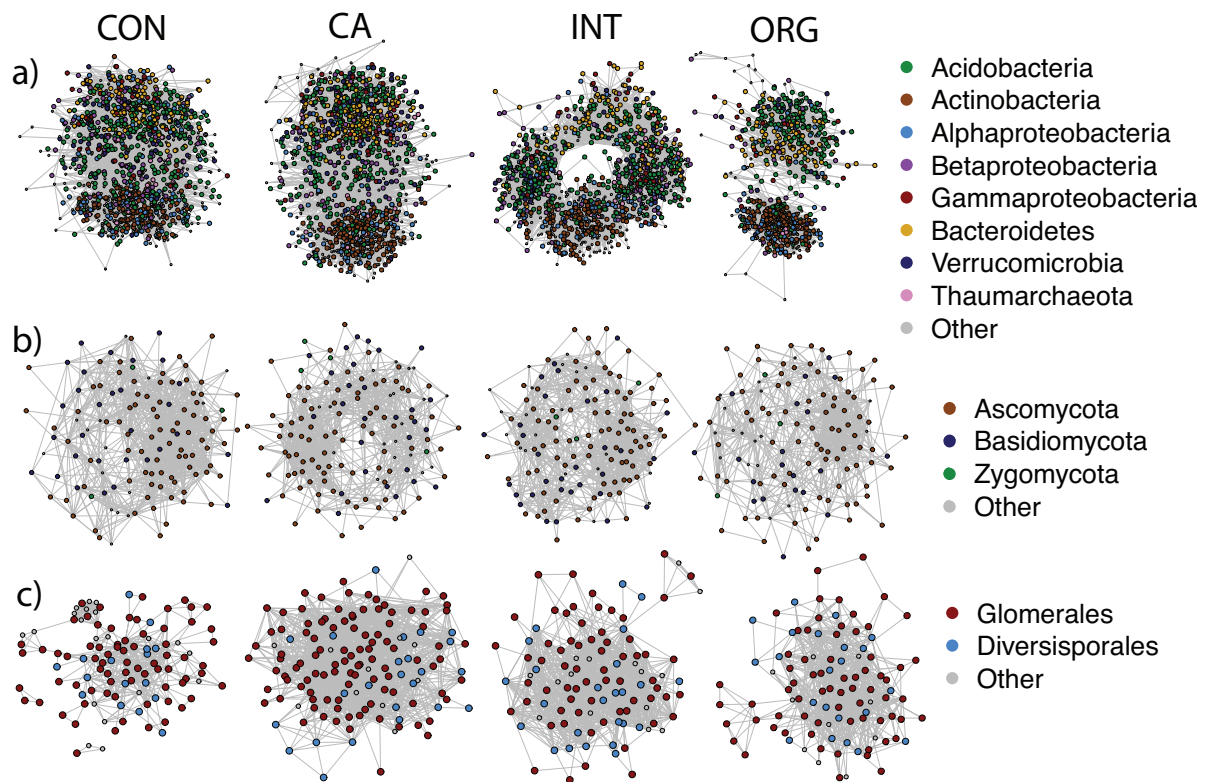 CON CA INT ORG
a)
Acidobacteria
Actinobacteria
Alphaproteobacteria
Betaproteobacteria
Gammaproteobacteria
Bacteroidetes
Verrucomicrobia
Thaumarchaeota
Other
b)
Ascomycota
Basidiomycota
Zygomycota
Other
c)
Glomerales
Diversisporales
Other